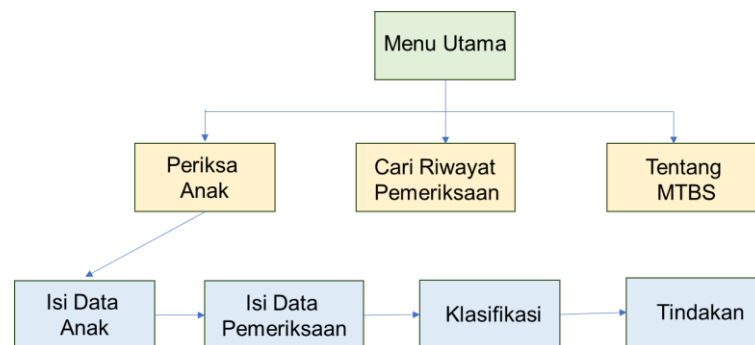 Menu Utama
Periksa
Anak
Cari Riwayat
Pemeriksaan
Tentang
MTBS
Isi Data
Anak
Isi Data
Pemeriksaan
Klasifikasi
Tindakan